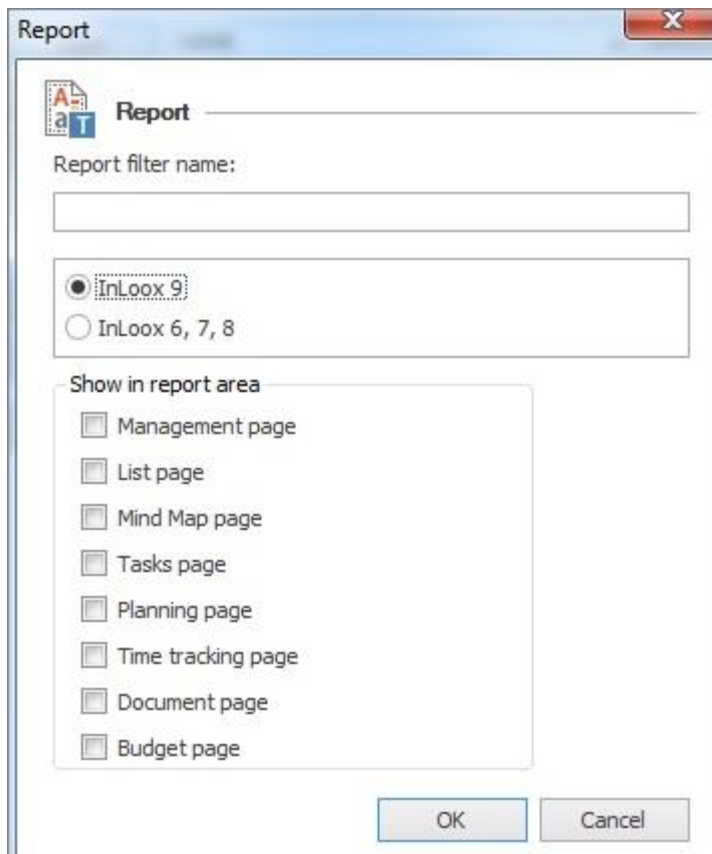 Report
Report
Report filter name:
InLoox 9
InLoox 6, 7, 8
Show in report area
Management page
List page
Mind Map page
Tasks page
Planning page
Time tracking page
Document page
Budget page
OK Cancel